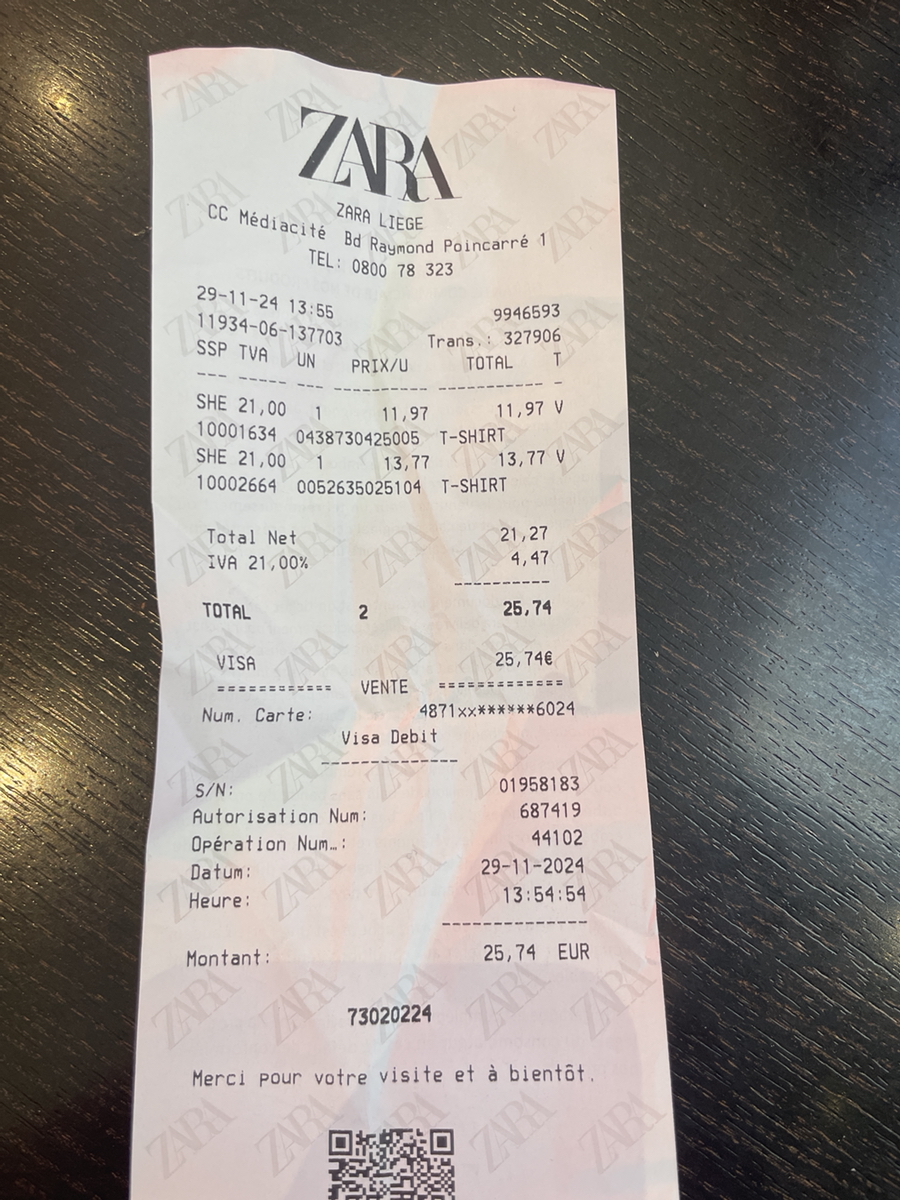 ZARA
ZARA LIEGE
CC Médiacité Bd Raymond Poincarré 1
TEL: 0800 78 323
29-11-24 13:55 9946593
11934-06-137703 Trans.: 327906
SSP TVA UN PRIX/U TOTAL T
--- ----- --- ---------- ----------- -
SHE 21,00 1 11,97 11,97 V
10001634 0438730425005 T-SHIRT
SHE 21,00 1 13,77 13,77 V
10002664 0052635025104 T-SHIRT
Total Net 21,27
IVA 21,00% 4,47
----------
TOTAL 2 25,74
VISA 25,74€
============ VENTE =============
Num. Carte: 4871xx******6024
Visa Debit
--------------
S/N: 01958183
Autorisation Num: 687419
Opération Num…: 44102
Datum: 29-11-2024
Heure: 13:54:54
--------------
Montant: 25,74 EUR
73020224
Merci pour votre visite et à bientôt.